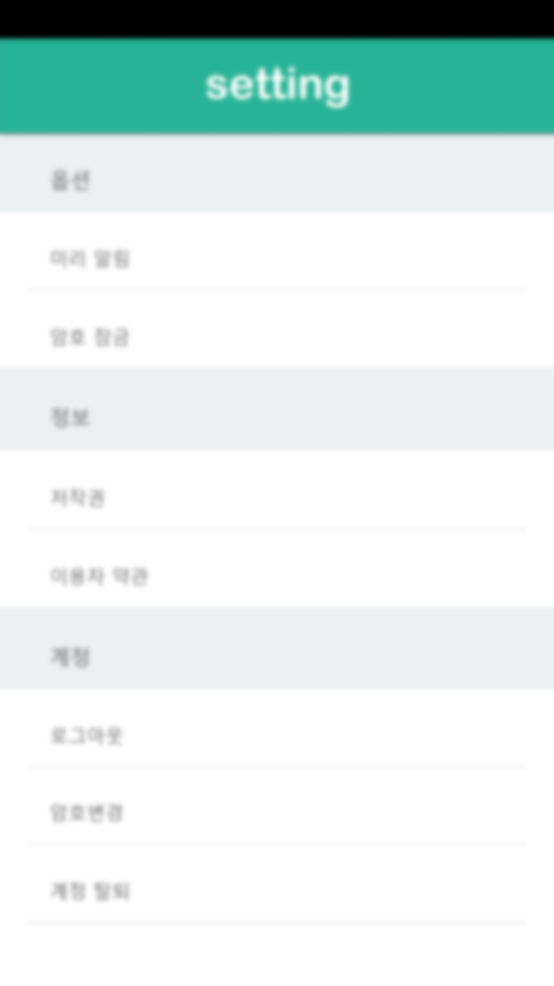 setting
옵션
미리 알림
암호 잠금
정보
저작권
이용자 약관
계정
로그아웃
암호변경
계정 탈퇴